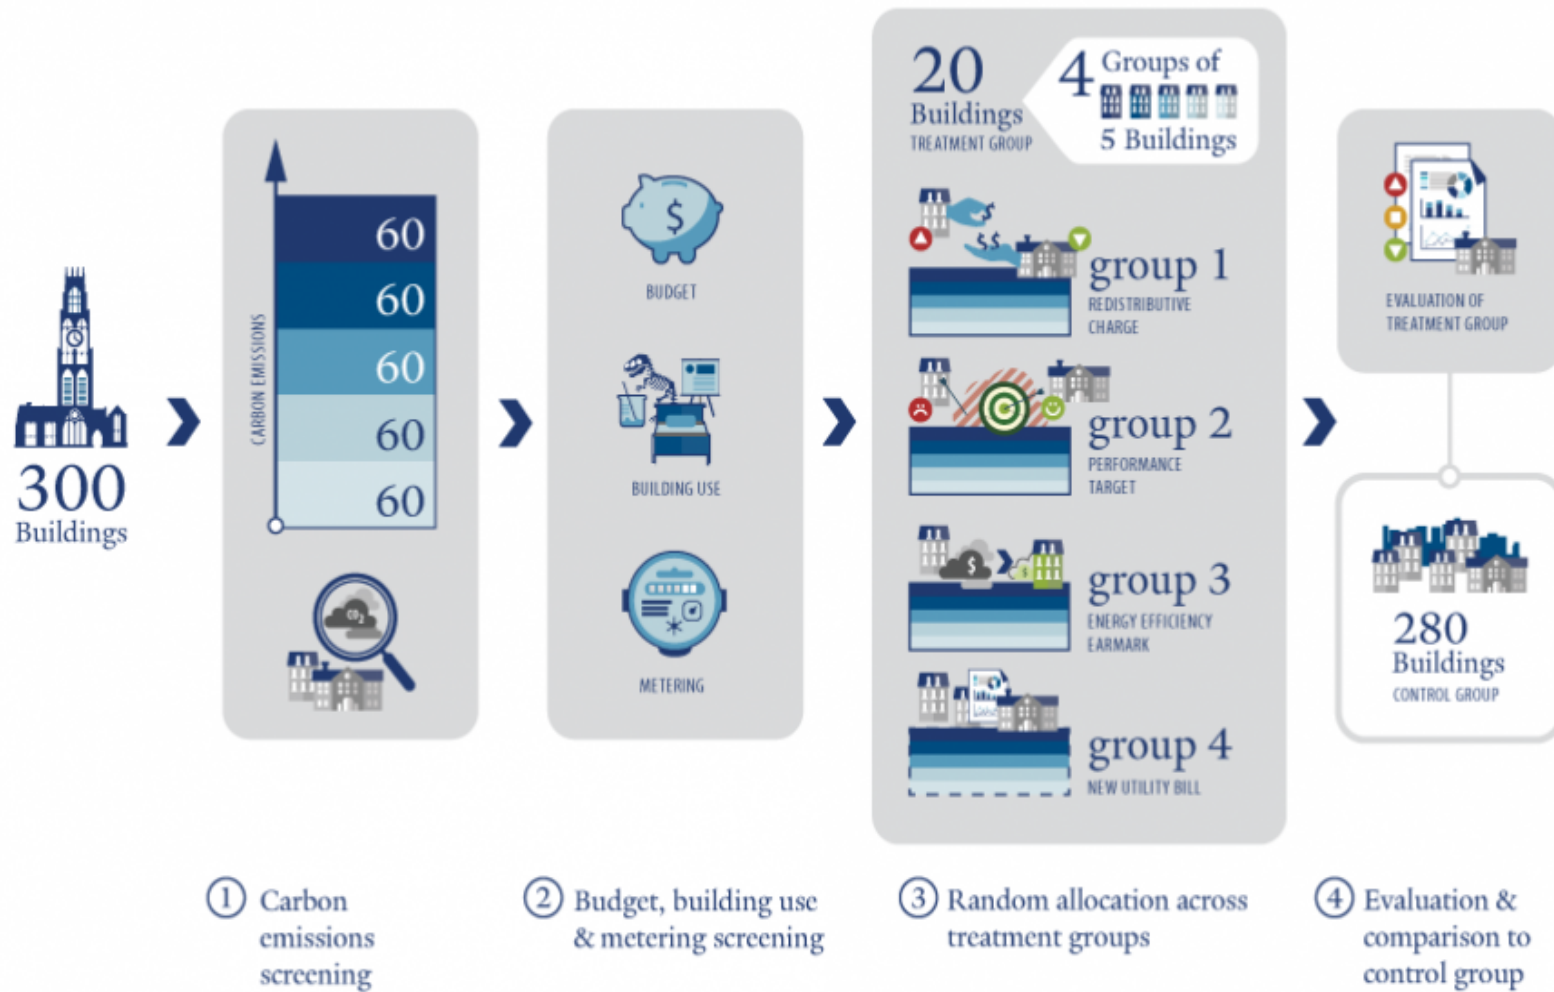 300
Buildings
CARBON EMISSIONS
60
60
60
60
60
CO2
$
BUDGET
BUILDING USE
METERING
20
Buildings
TREATMENT GROUP
4
Groups of
5 Buildings
$
$$
group 1
REDISTRIBUTIVE
CHARGE
group 2
PERFORMANCE
TARGET
$
$
group 3
ENERGY EFFICIENCY
EARMARK
group 4
NEW UTILITY BILL
EVALUATION OF
TREATMENT GROUP
280
Buildings
CONTROL GROUP
1 Carbon
emissions
screening
2 Budget, building use
& metering screening
3 Random allocation across
treatment groups
4 Evaluation &
comparison to
control group